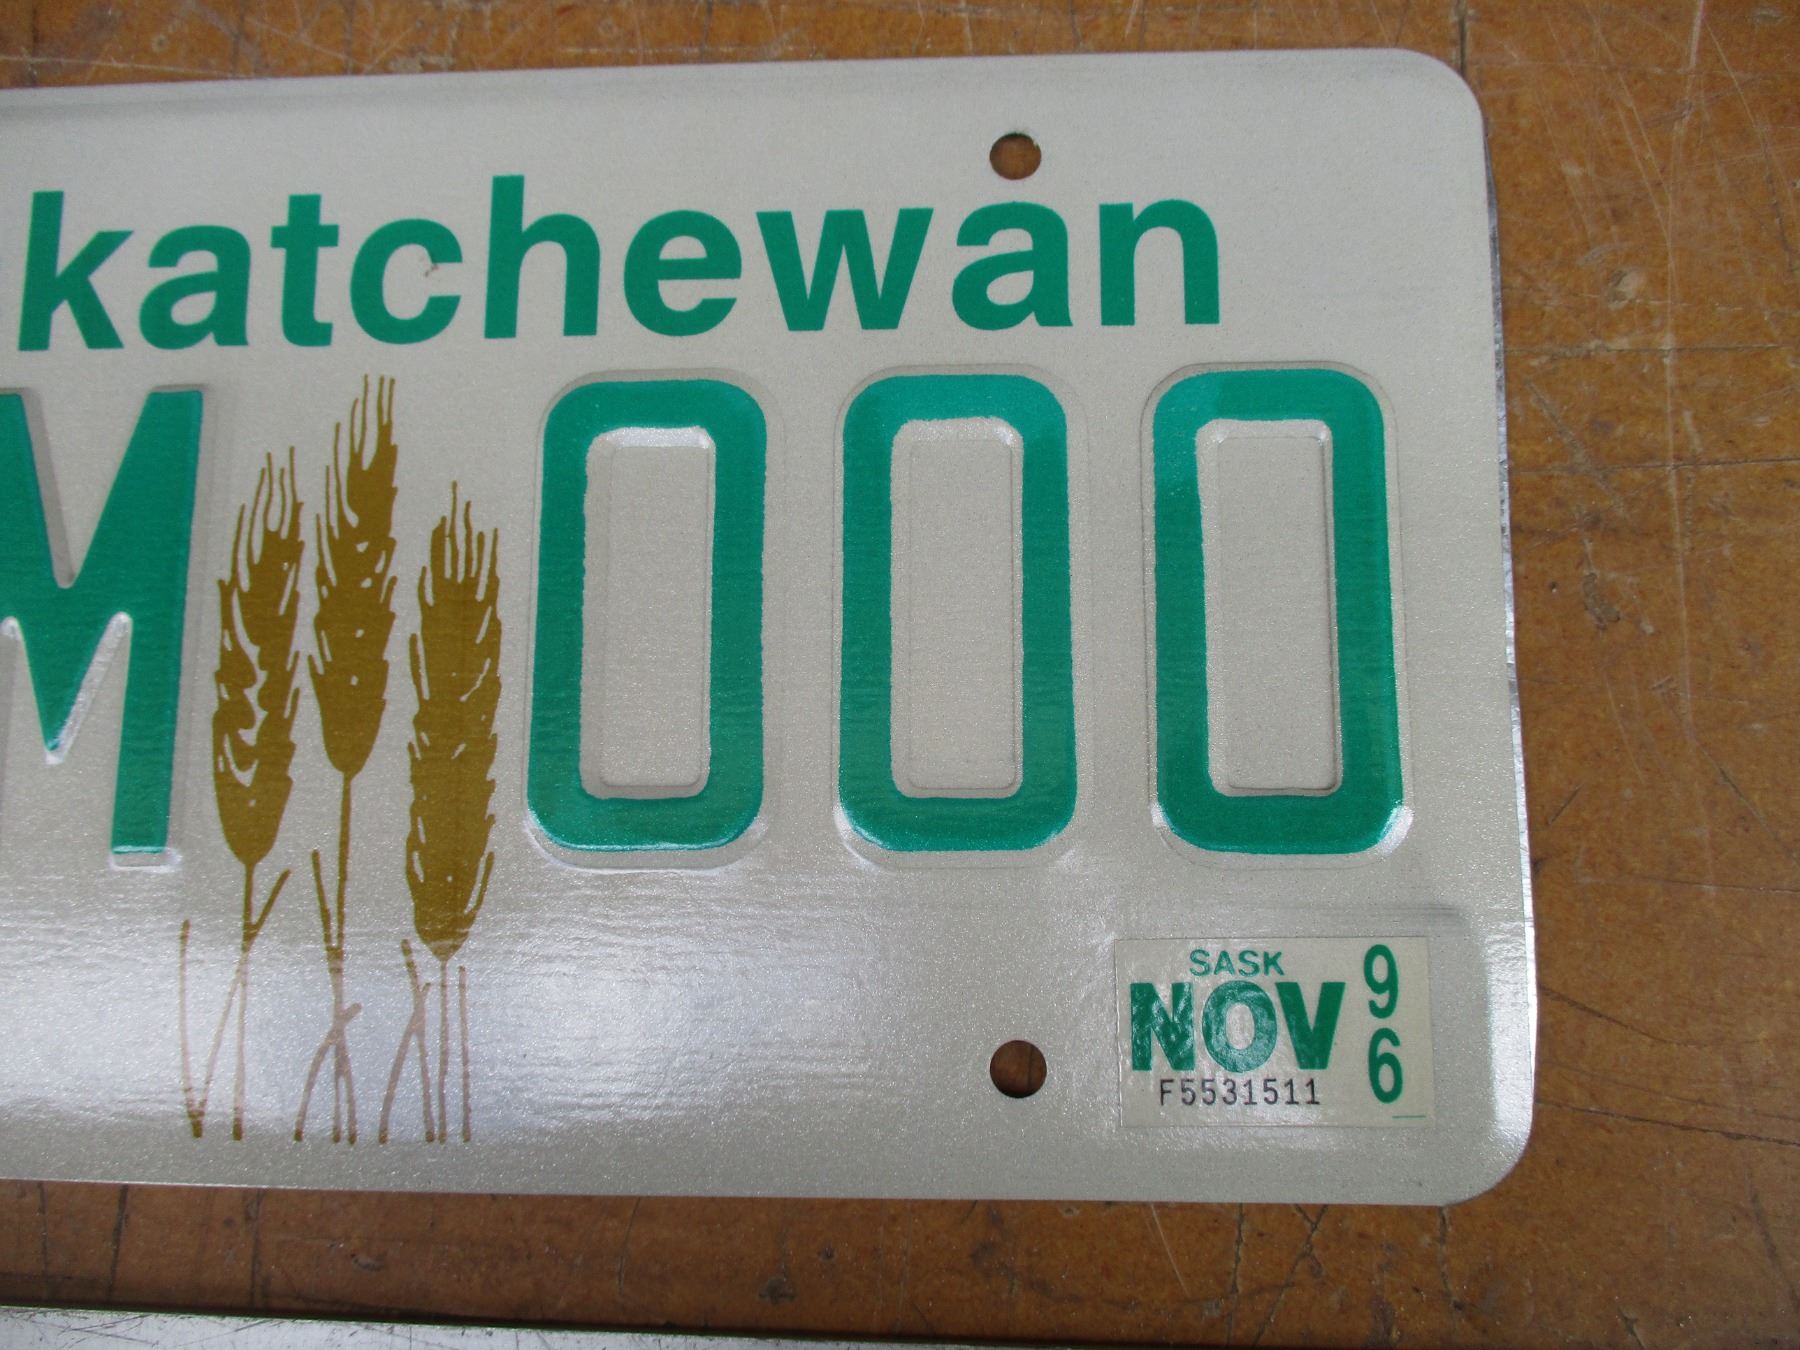 katchewan
M 000
SASK
NOV 96
F5531511